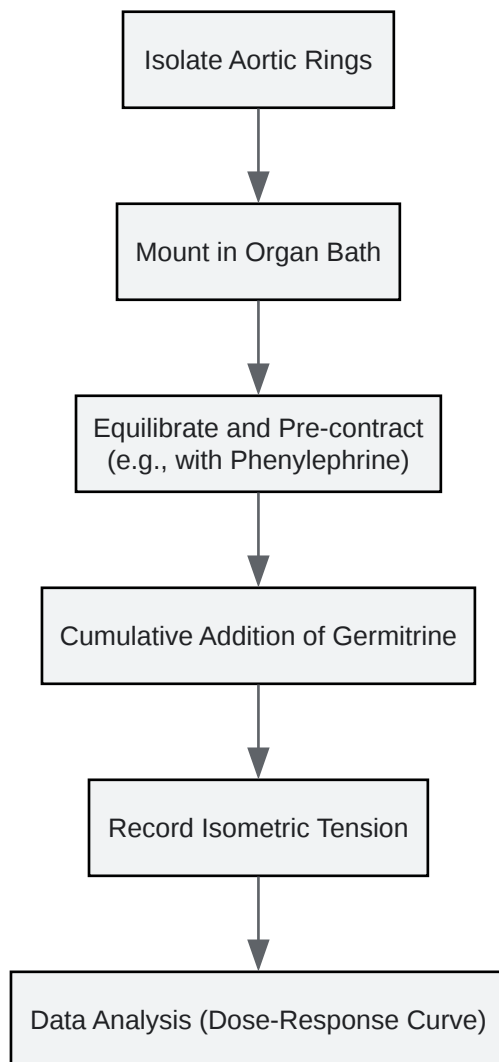 Isolate Aortic Rings
Mount in Organ Bath
Equilibrate and Pre-contract
(e.g., with Phenylephrine)
Cumulative Addition of Germitrine
Record Isometric Tension
Data Analysis (Dose-Response Curve)